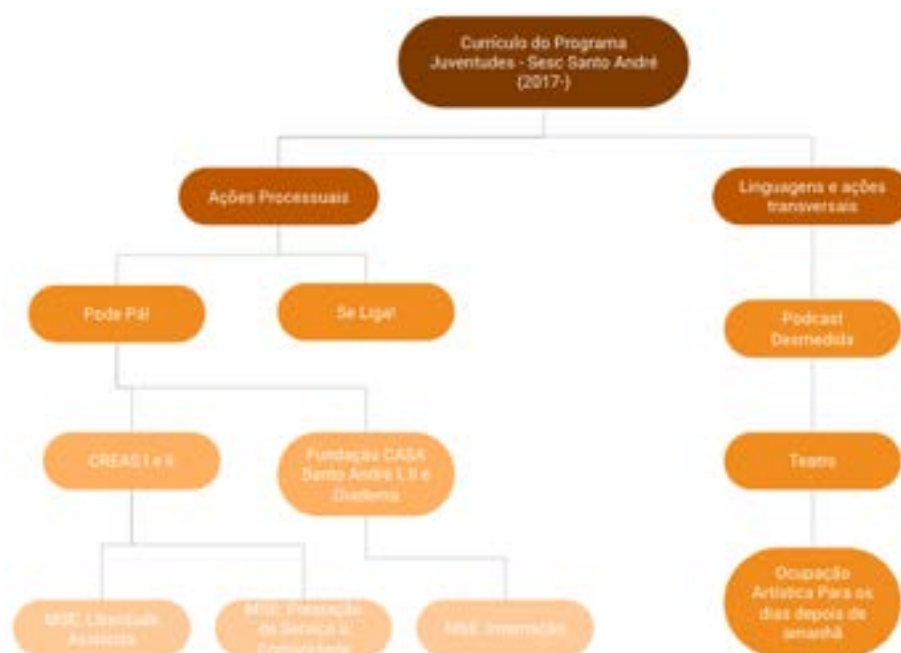 Currículo do Programa
Juventudes - Sesc Santo André
(2017-)
Ações Processuais
Linguagens e ações
transversais
Pode Pá!
Se Liga!
Podcast
Desmedida
CREAS I e II
Fundação CASA
Santo André I, II e
Diadema
Teatro
MSE: Liberdade
Assistida
MSE: Prestação
de Serviço à
Comunidade
MSE: Internação
Ocupação
Artística Para os
dias depois de
amanhã